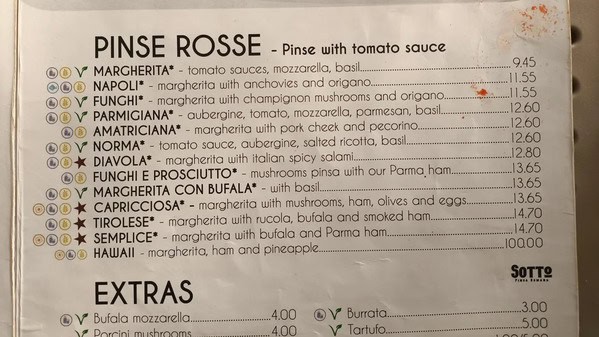 PINSE ROSSE - Pinse with tomato sauce
MARGHERITA* - tomato sauces, mozzarella, basil 9.45
NAPOLI* - margherita with anchovies and origano 11.55
FUNGHI* - margherita with champignon mushrooms and origano 11.55
PARMIGIANA* - aubergine, tomato, mozzarella, parmesan, basil 12.60
AMATRICIANA* - margherita with pork cheek and pecorino 12.60
NORMA* - tomato sauce, aubergine, salted ricotta, basil 12.60
DIAVOLA* - margherita with italian spicy salami 12.80
FUNGHI E PROSCIUTTO* - mushrooms pinsa with our Parma ham 13.65
MARGHERITA CON BUFALA* - with basil 13.65
CAPRICCIOSA* - margherita with mushrooms, ham, olives and eggs 13.65
TIROLESE* - margherita with rucola, bufala and smoked ham 14.70
SEMPLICE* - margherita with bufala and Parma ham 14.70
HAWAII - margherita, ham and pineapple 100.00
SOTTO
PINSA ROMANA
EXTRAS
Bufala mozzarella 4.00
Porcini mushrooms 4.00
Burrata 3.00
Tartufo 5.00